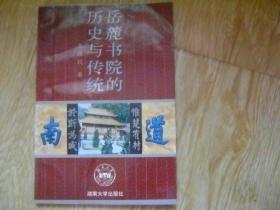 岳麓书院的
历史与传统
道南
惟楚有材
於斯為盛
湖南大学出版社